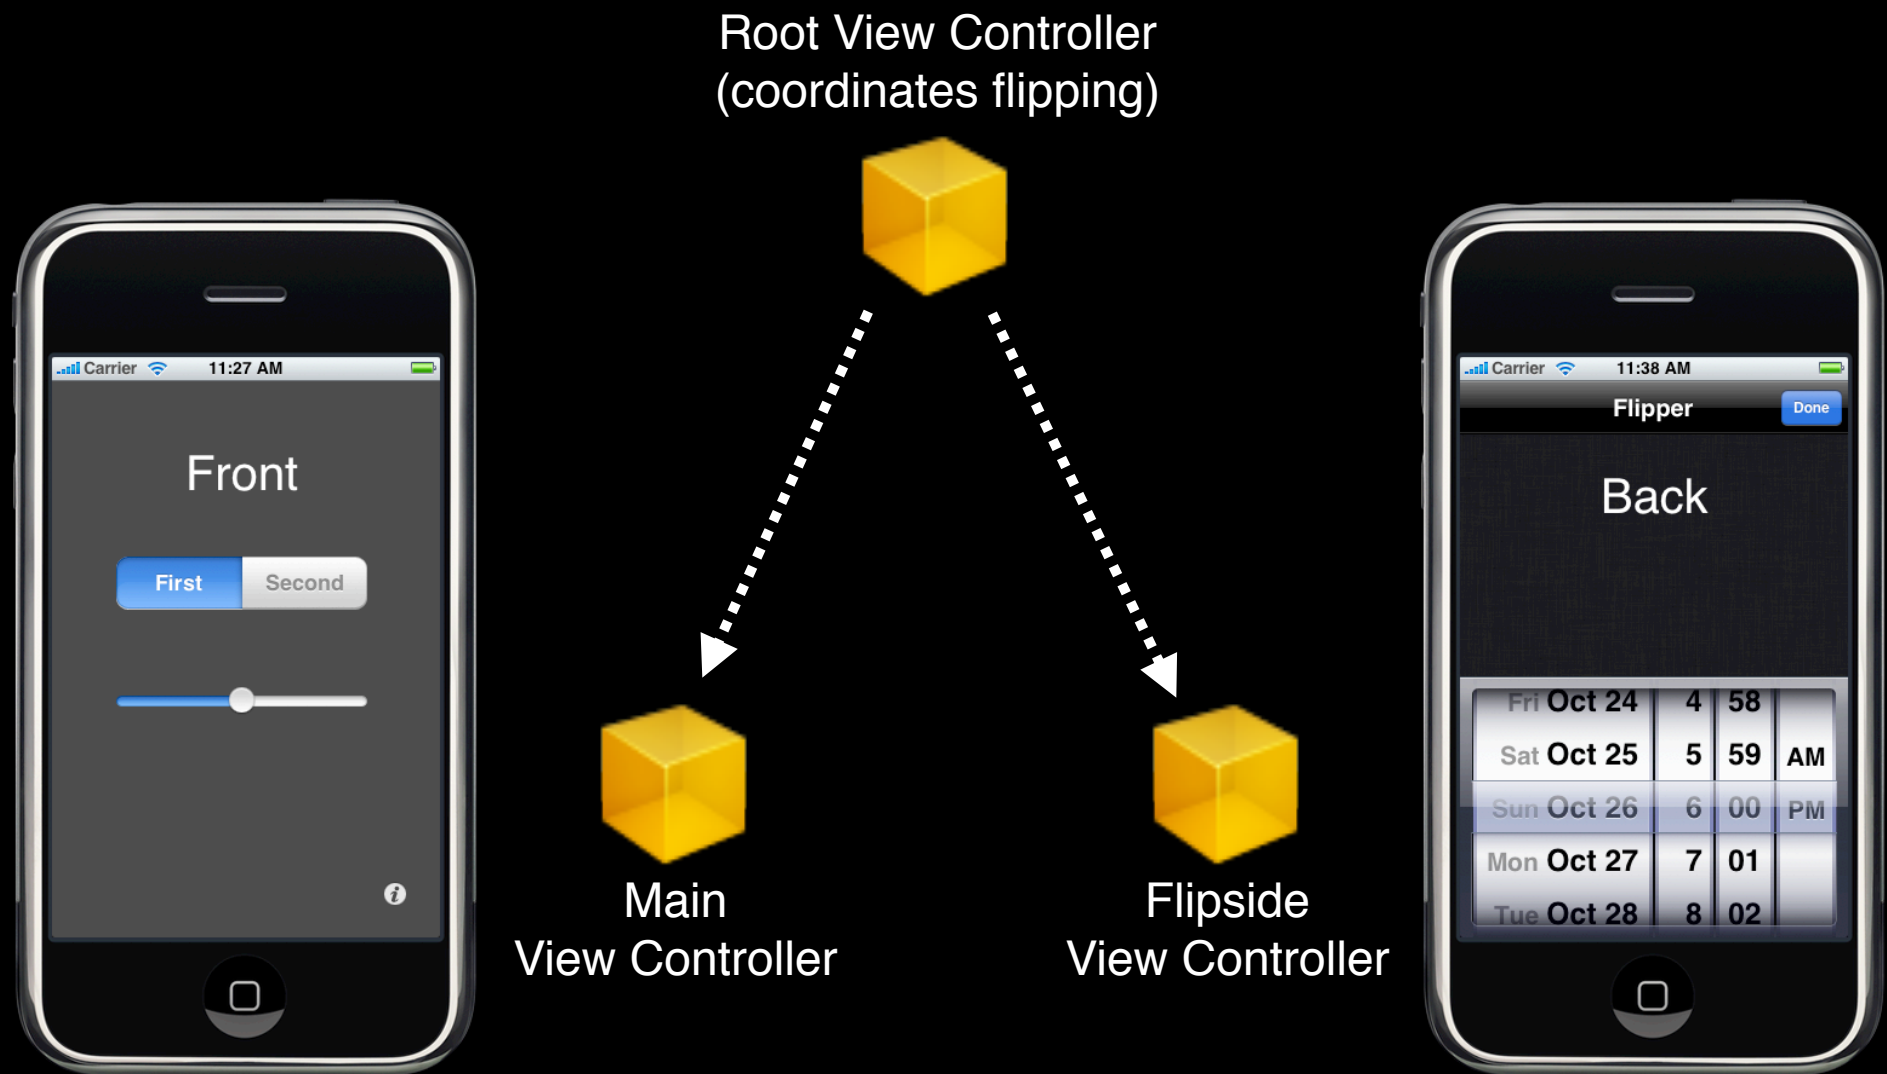 Root View Controller
(coordinates flipping)
Carrier 11:27 AM
Front
First Second
Main
View Controller
Flipside
View Controller
Carrier 11:38 AM
Flipper Done
Back
Fri Oct 24 4 58
Sat Oct 25 5 59 AM
Sun Oct 26 6 00 PM
Mon Oct 27 7 01
Tue Oct 28 8 02